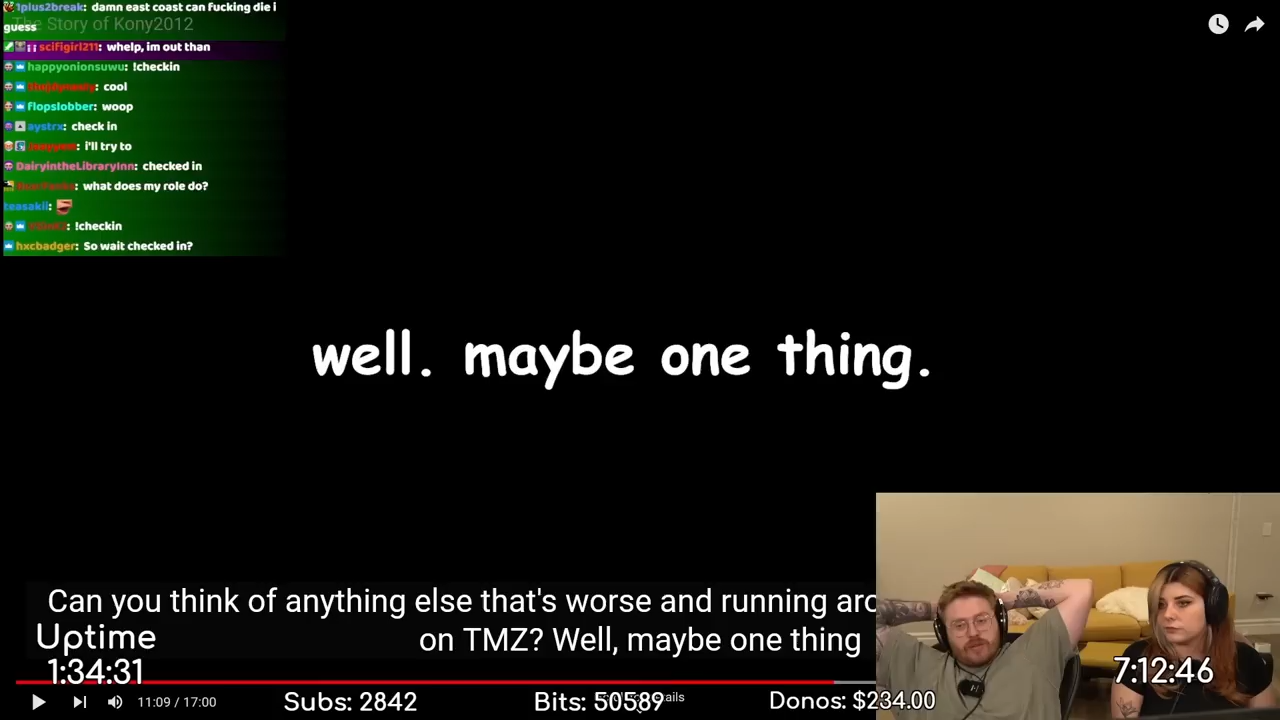 1plus2break: damn east coast can fucking die i
guess
The Story of Kony2012
scifigirl211: whelp, im out than
happyonionsuwu: !checkin
cool
flopslobber: woop
aystrx: check in
i'll try to
DairyintheLibraryInn: checked in
what does my role do?
teasakii:
!checkin
hxcbadger: So wait checked in?
well. maybe one thing.
Can you think of anything else that's worse and running
on TMZ? Well, maybe one thing
Uptime
1:34:31
7:12:46
11:09 / 17:00
Subs: 2842
Bits: 50589
Donos: $234.00